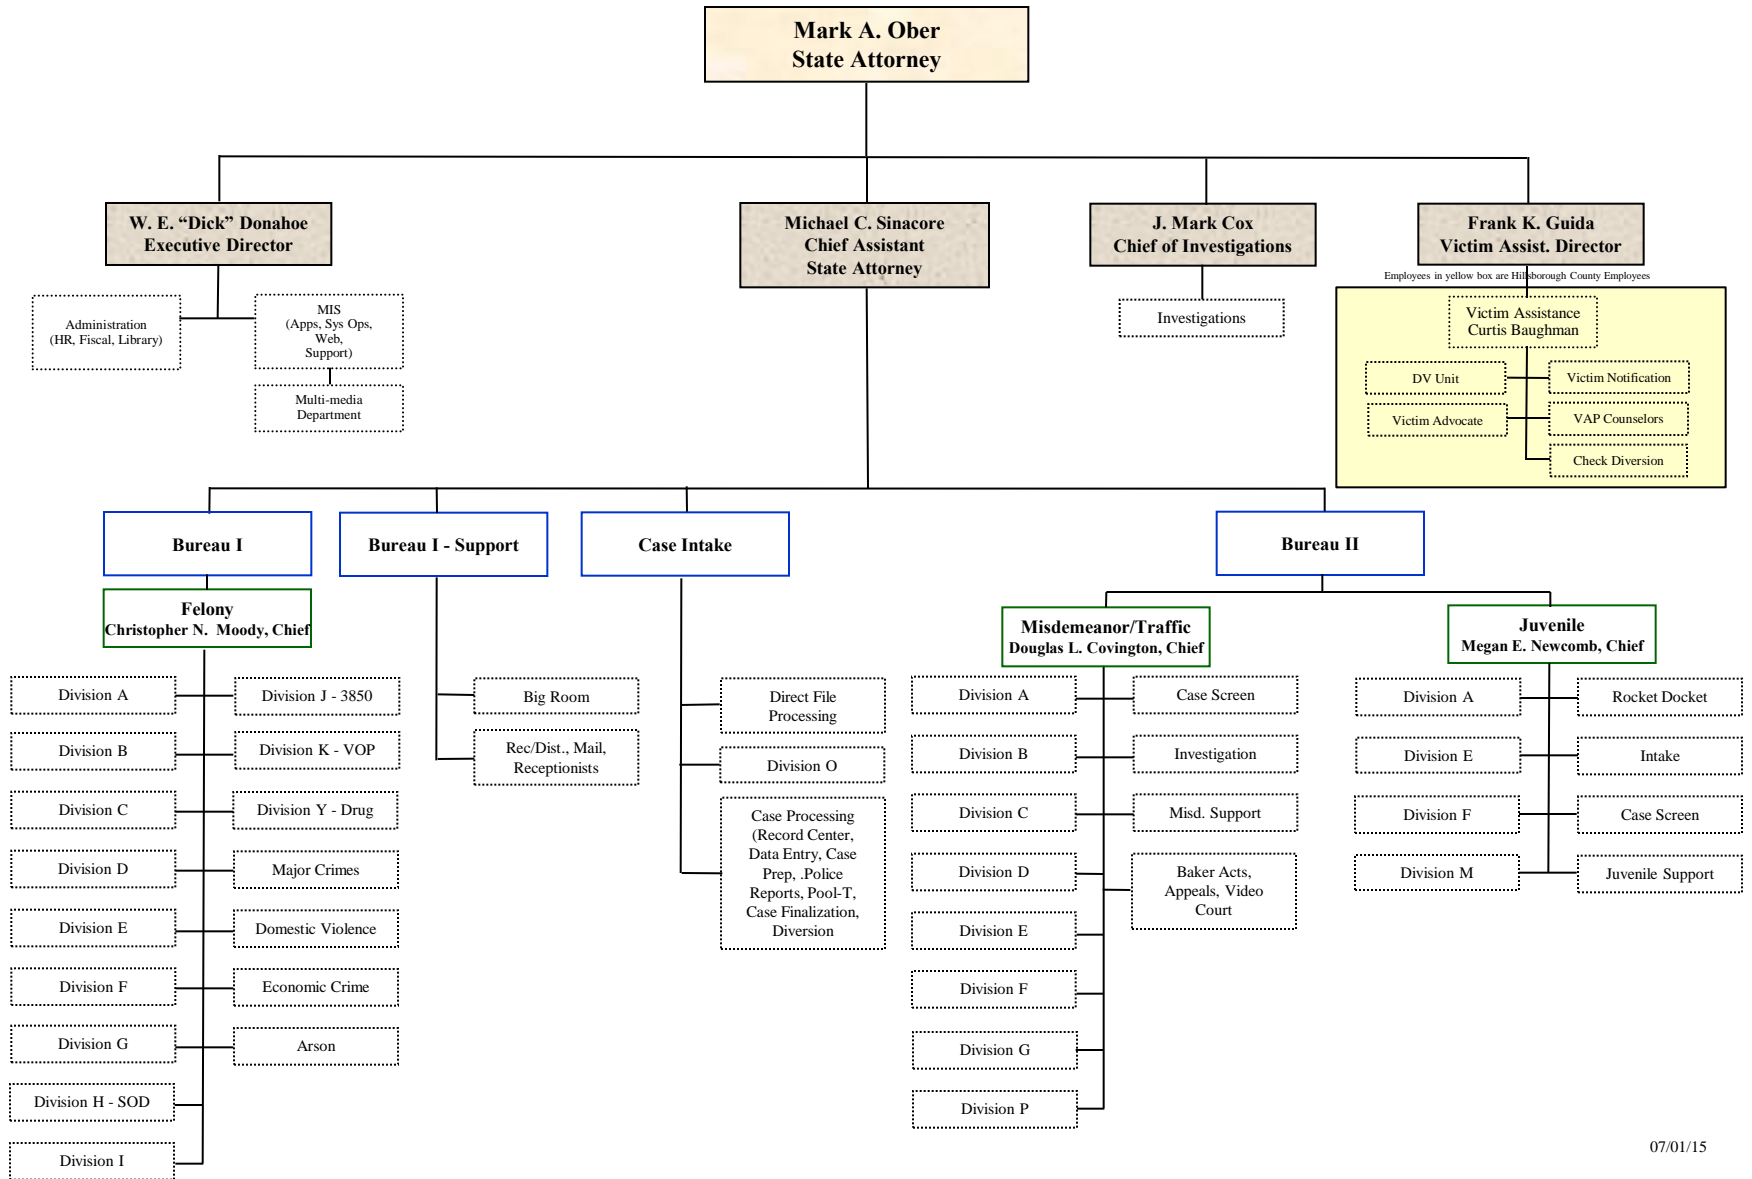 Mark A. Ober
State Attorney
W. E. “Dick” Donahoe
Executive Director
Michael C. Sinacore
Chief Assistant
State Attorney
J. Mark Cox
Chief of Investigations
Frank K. Guida
Victim Assist. Director
Employees in yellow box are Hillsborough County Employees
Administration
(HR, Fiscal, Library)
MIS
(Apps, Sys Ops,
Web,
Support)
Multi-media
Department
Investigations
Victim Assistance
Curtis Baughman
DV Unit
Victim Notification
Victim Advocate
VAP Counselors
Check Diversion
Bureau I
Bureau I - Support
Case Intake
Bureau II
Felony
Christopher N. Moody, Chief
Division A
Division J - 3850
Division B
Division K - VOP
Division C
Division Y - Drug
Division D
Major Crimes
Division E
Domestic Violence
Division F
Economic Crime
Division G
Arson
Division H - SOD
Division I
Big Room
Rec/Dist., Mail,
Receptionists
Direct File
Processing
Division O
Case Processing
(Record Center,
Data Entry, Case
Prep, .Police
Reports, Pool-T,
Case Finalization,
Diversion
Misdemeanor/Traffic
Douglas L. Covington, Chief
Division A
Case Screen
Division B
Investigation
Division C
Misd. Support
Division D
Baker Acts,
Appeals, Video
Court
Division E
Division F
Division G
Division P
Juvenile
Megan E. Newcomb, Chief
Division A
Rocket Docket
Division E
Intake
Division F
Case Screen
Division M
Juvenile Support
07/01/15